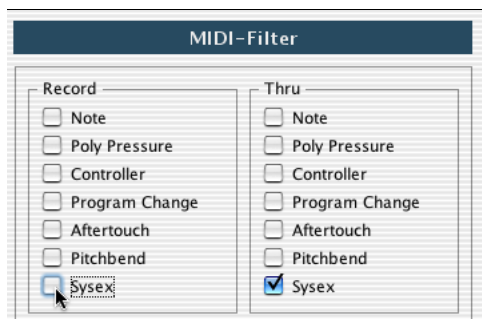 MIDI-Filter
Record
Note
Poly Pressure
Controller
Program Change
Aftertouch
Pitchbend
Sysex
Thru
Note
Poly Pressure
Controller
Program Change
Aftertouch
Pitchbend
Sysex